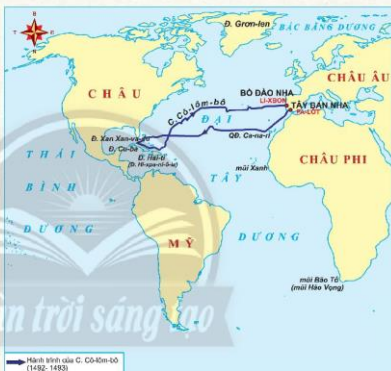 B
Đ. Grơn-len
BẮC BĂNG DƯƠNG
CHÂU
CHÂU ÂU
BỒ ĐÀO NHA
LI-XBON
TÂY BAN NHA
PA-LỐT
C. Cô-lôm-bô
ĐẠI
QĐ. Ca-na-ri
Đ. Xan Xan-va-đo
Đ. Cu-ba
Đ. Hai-ti
(Đ. Hi-xpa-ni-ô-la)
CHÂU PHI
mũi Xanh
THÁI
BÌNH
DƯƠNG
TÂY
DƯƠNG
MỸ
mũi Bão Tố
(mũi Hảo Vọng)
ân trời sáng tạo
Hành trình của C. Cô-lôm-bô
(1492- 1493)